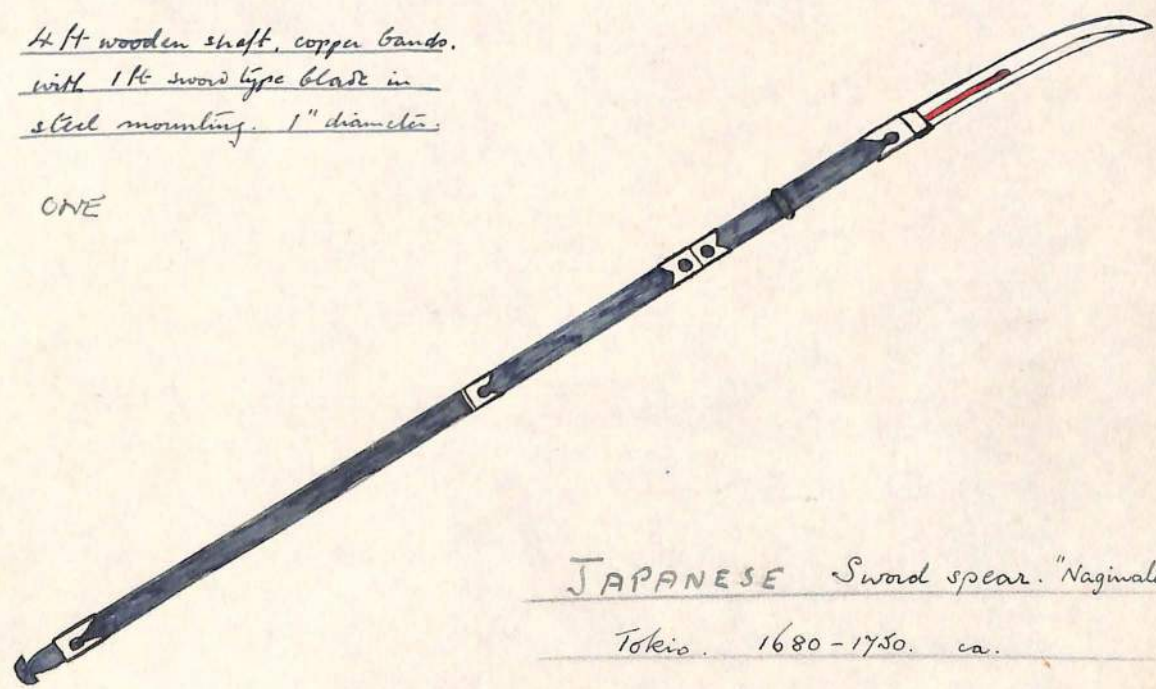 4 ft wooden shaft, copper bands.
with 1 ft sword type blade in
steel mounting. 1" diameter.
ONE
JAPANESE Sword spear. "Naginala
Tokio. 1680-1750. ca.